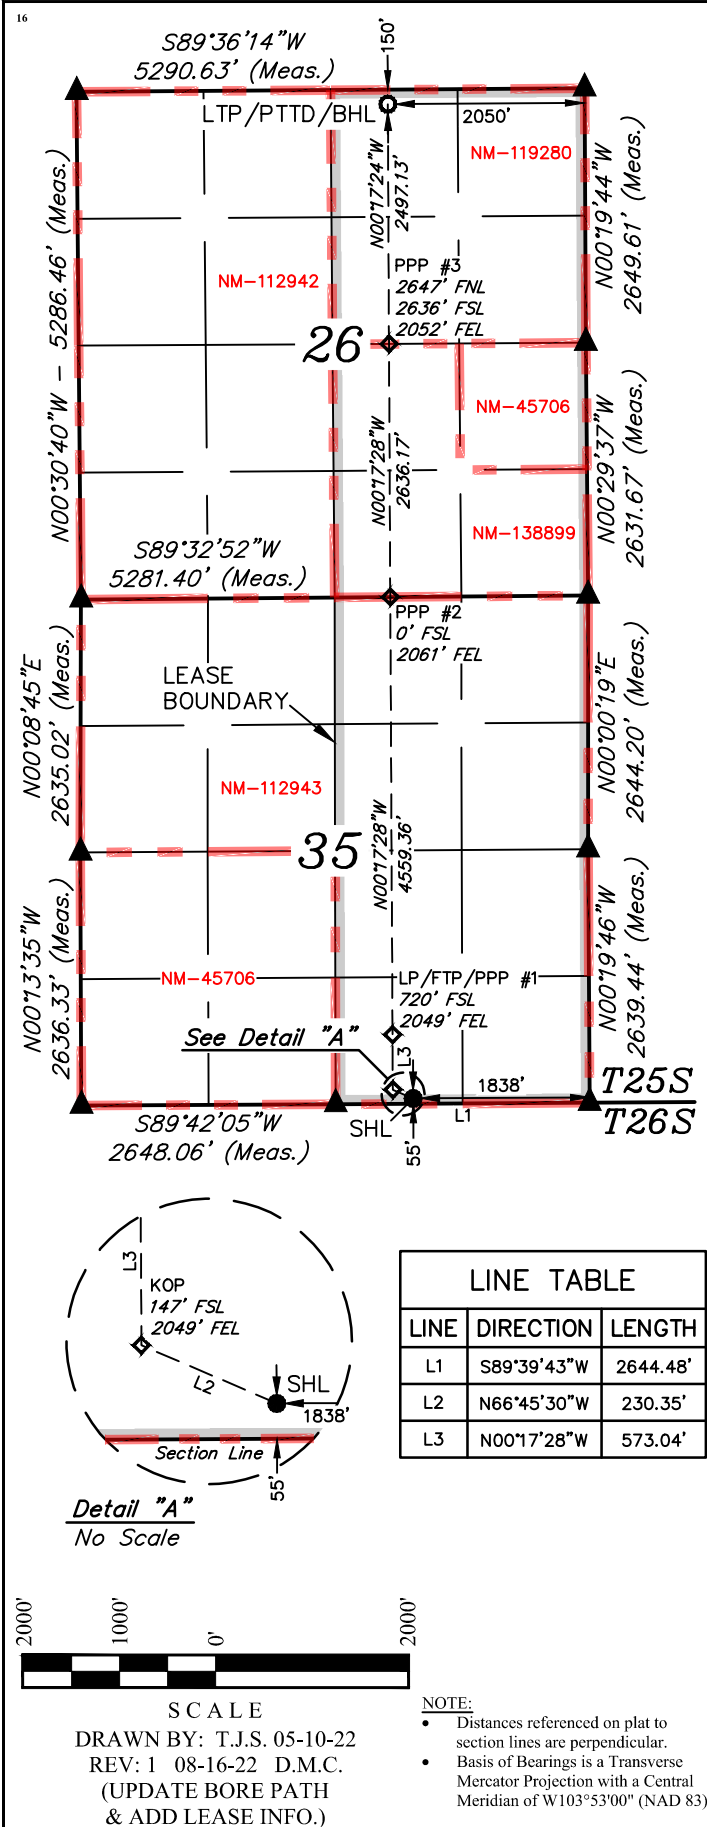 16
S89°36'14"W
5290.63' (Meas.)
150'
LTP/PTTD/BHL
2050'
NM-119280
N00°17'24"W
2497.13'
N00°19'44"W
2649.61' (Meas.)
N00°30'40"W - 5286.46' (Meas.)
NM-112942
PPP #3
2647' FNL
2636' FSL
2052' FEL
26
NM-45706
N00°17'28"W
2636.17'
N00°29'37"W
2631.67' (Meas.)
NM-138899
S89°32'52"W
5281.40' (Meas.)
PPP #2
0' FSL
2061' FEL
LEASE
BOUNDARY
N00°08'45"E
2635.02' (Meas.)
N00°00'19"E
2644.20' (Meas.)
NM-112943
35
N00°17'28"W
4559.36'
N00°13'35"W
2636.33' (Meas.)
NM-45706
LP/FTP/PPP #1
720' FSL
2049' FEL
N00°19'46"W
2639.44' (Meas.)
See Detail "A"
L3
1838'
T25S
T26S
L1
SHL
55'
S89°42'05"W
2648.06' (Meas.)
L3
KOP
147' FSL
2049' FEL
L2
SHL
1838'
Section Line
55'
Detail "A"
No Scale
LINE TABLE
LINE DIRECTION LENGTH
L1 S89°39'43"W 2644.48'
L2 N66°45'30"W 230.35'
L3 N00°17'28"W 573.04'
2000' 1000' 0' 2000'
SCALE
DRAWN BY: T.J.S. 05-10-22
REV: 1 08-16-22 D.M.C.
(UPDATE BORE PATH
& ADD LEASE INFO.)
NOTE:
• Distances referenced on plat to
section lines are perpendicular.
• Basis of Bearings is a Transverse
Mercator Projection with a Central
Meridian of W103°53'00" (NAD 83)